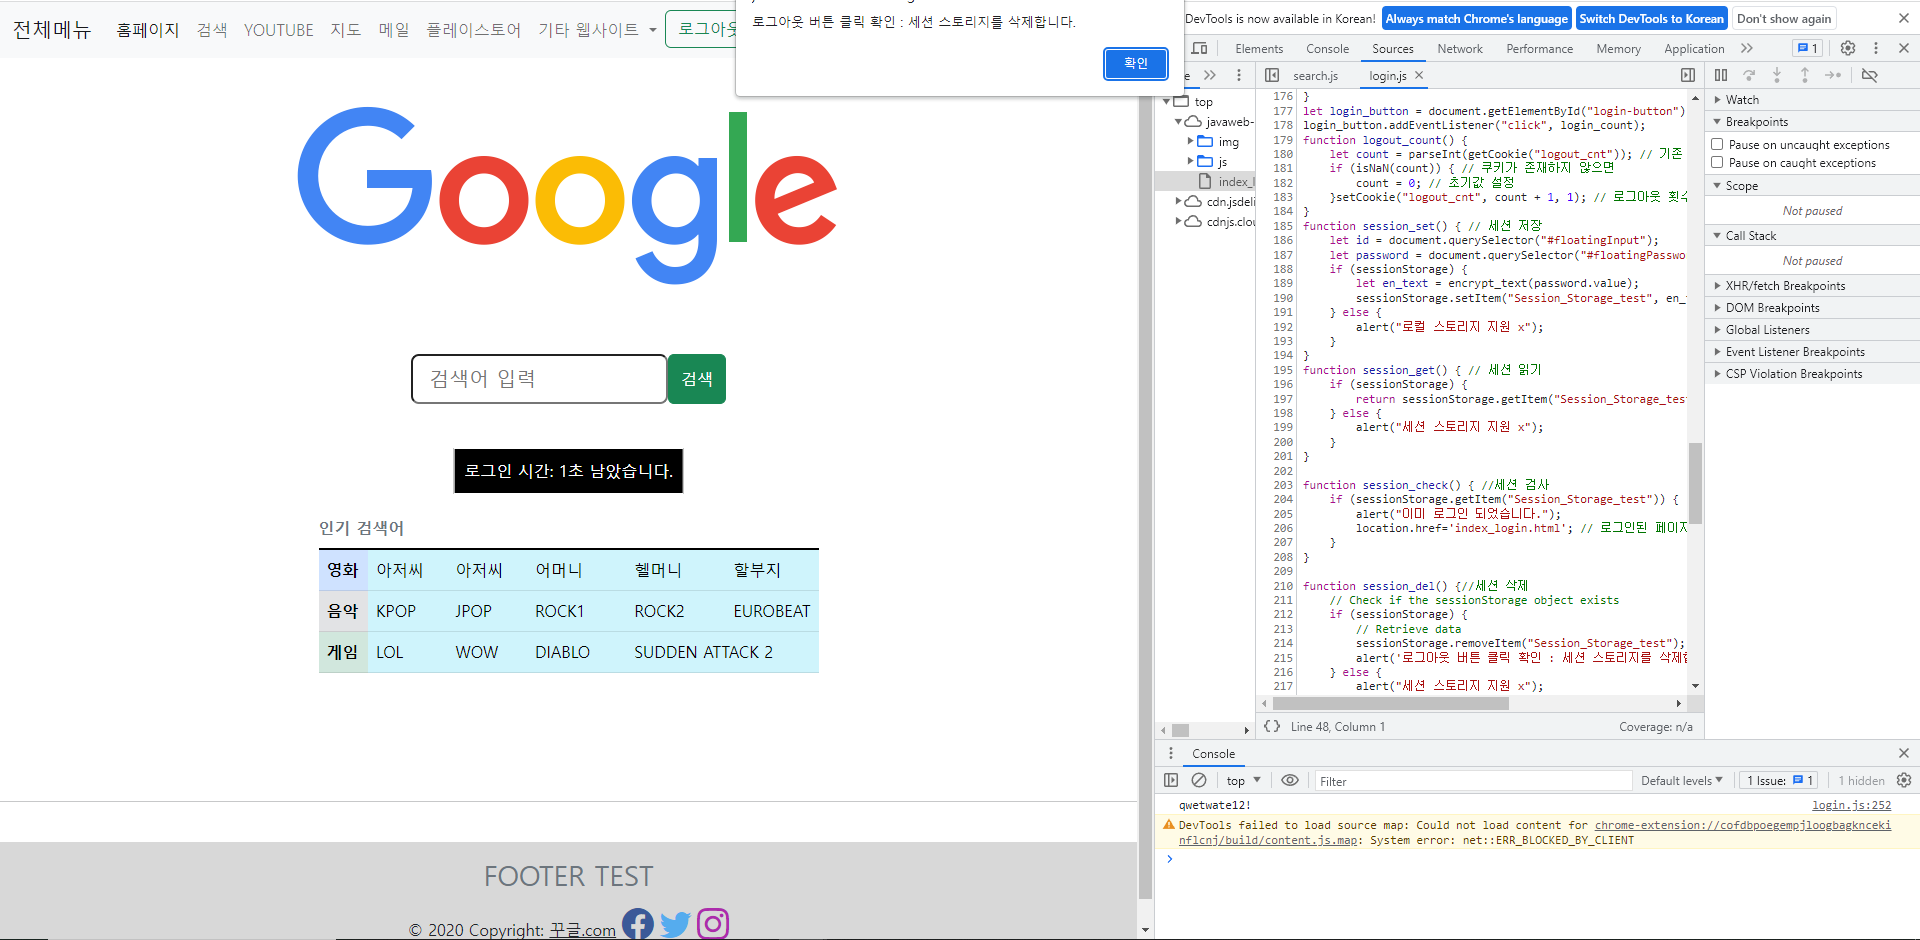 전체메뉴 홈페이지 검색 YOUTUBE 지도 메일 플레이스토어 기타 웹사이트
로그아웃 버튼 클릭 확인 : 세션 스토리지를 삭제합니다.
확인
Google
검색어 입력 검색
로그인 시간: 1초 남았습니다.
인기 검색어
영화 아저씨 아저씨 어머니 헬머니 할부지
음악 KPOP JPOP ROCK1 ROCK2 EUROBEAT
게임 LOL WOW DIABLO SUDDEN ATTACK 2
FOOTER TEST
© 2020 Copyright: 꾸글.com
DevTools is now available in Korean! Always match Chrome's language Switch DevTools to Korean Don't show again
Elements Console Sources Network Performance Memory Application 1
search.js login.js
top
javaweb-
img
js
index_l
cdn.jsdeli
cdnjs.clou
176 }
177 let login_button = document.getElementById("login-button")
178 login_button.addEventListener("click", login_count);
179 function logout_count() {
180 let count = parseInt(getCookie("logout_cnt")); // 기존
181 if (isNaN(count)) { // 쿠키가 존재하지 않으면
182 count = 0; // 초기값 설정
183 }setCookie("logout_cnt", count + 1, 1); // 로그아웃 횟수
184 }
185 function session_set() { // 세션 저장
186 let id = document.querySelector("#floatingInput");
187 let password = document.querySelector("#floatingPasswo
188 if (sessionStorage) {
189 let en_text = encrypt_text(password.value);
190 sessionStorage.setItem("Session_Storage_test", en_
191 } else {
192 alert("로컬 스토리지 지원 x");
193 }
194 }
195 function session_get() { // 세션 읽기
196 if (sessionStorage) {
197 return sessionStorage.getItem("Session_Storage_tes
198 } else {
199 alert("세션 스토리지 지원 x");
200 }
201 }
202
203 function session_check() { //세션 검사
204 if (sessionStorage.getItem("Session_Storage_test")) {
205 alert("이미 로그인 되었습니다.");
206 location.href='index_login.html'; // 로그인된 페이지
207 }
208 }
209
210 function session_del() {//세션 삭제
211 // Check if the sessionStorage object exists
212 if (sessionStorage) {
213 // Retrieve data
214 sessionStorage.removeItem("Session_Storage_test");
215 alert('로그아웃 버튼 클릭 확인 : 세션 스토리지를 삭제
216 } else {
217 alert("세션 스토리지 지원 x");
{ } Line 48, Column 1 Coverage: n/a
Watch
Breakpoints
Pause on uncaught exceptions
Pause on caught exceptions
Scope
Not paused
Call Stack
Not paused
XHR/fetch Breakpoints
DOM Breakpoints
Global Listeners
Event Listener Breakpoints
CSP Violation Breakpoints
Console
top Filter Default levels 1 Issue: 1 1 hidden
qwetwate12! login.js:252
DevTools failed to load source map: Could not load content for chrome-extension://cofdbpoegempjloogbagknceki
nflcnj/build/content.js.map: System error: net::ERR_BLOCKED_BY_CLIENT